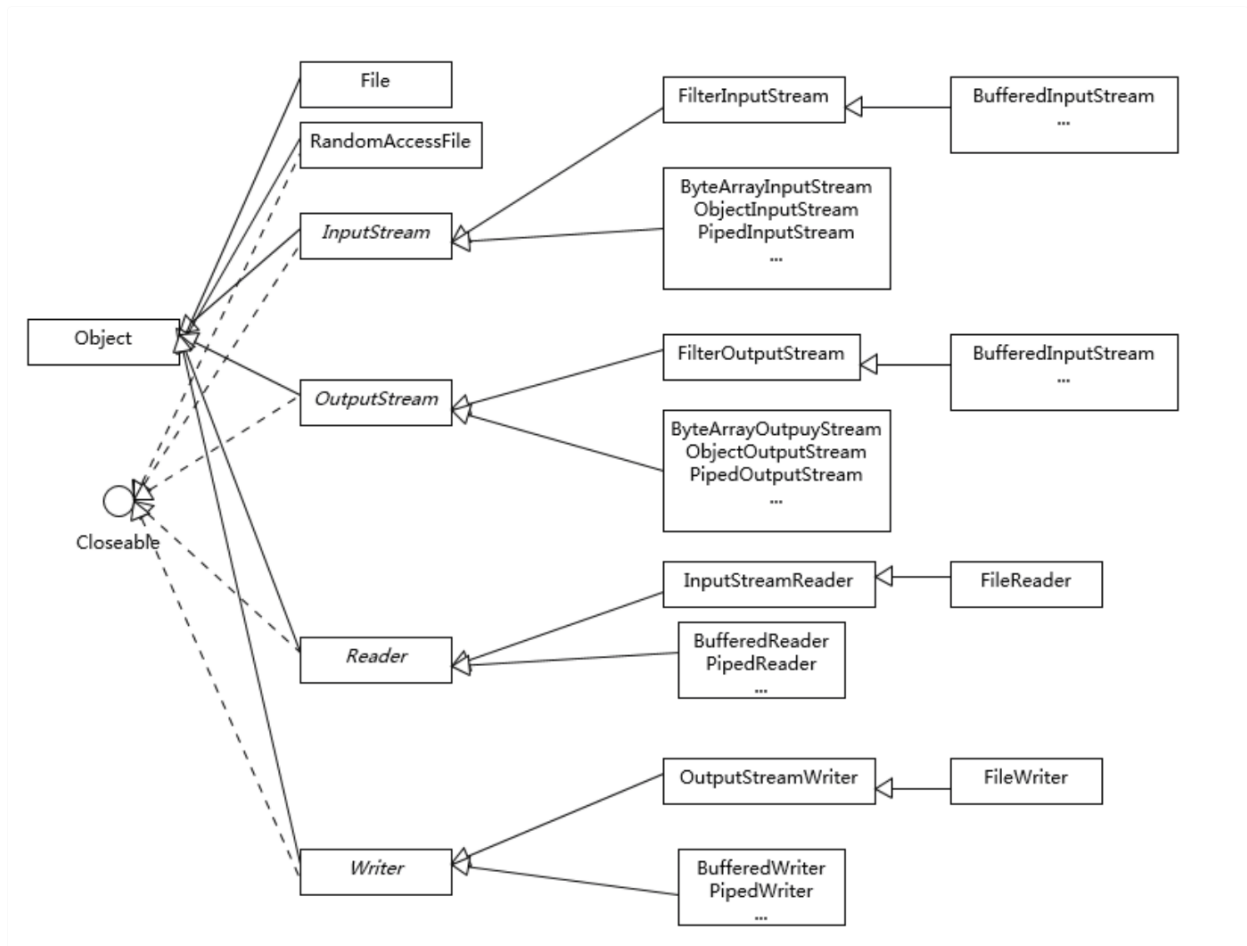 File
RandomAccessFile
InputStream
Object
OutputStream
Closeable
Reader
Writer
FilterInputStream
BufferedInputStream
...
ByteArrayInputStream
ObjectInputStream
PipedInputStream
...
FilterOutputStream
BufferedInputStream
...
ByteArrayOutpuyStream
ObjectOutputStream
PipedOutputStream
...
InputStreamReader
FileReader
BufferedReader
PipedReader
...
OutputStreamWriter
FileWriter
BufferedWriter
PipedWriter
...